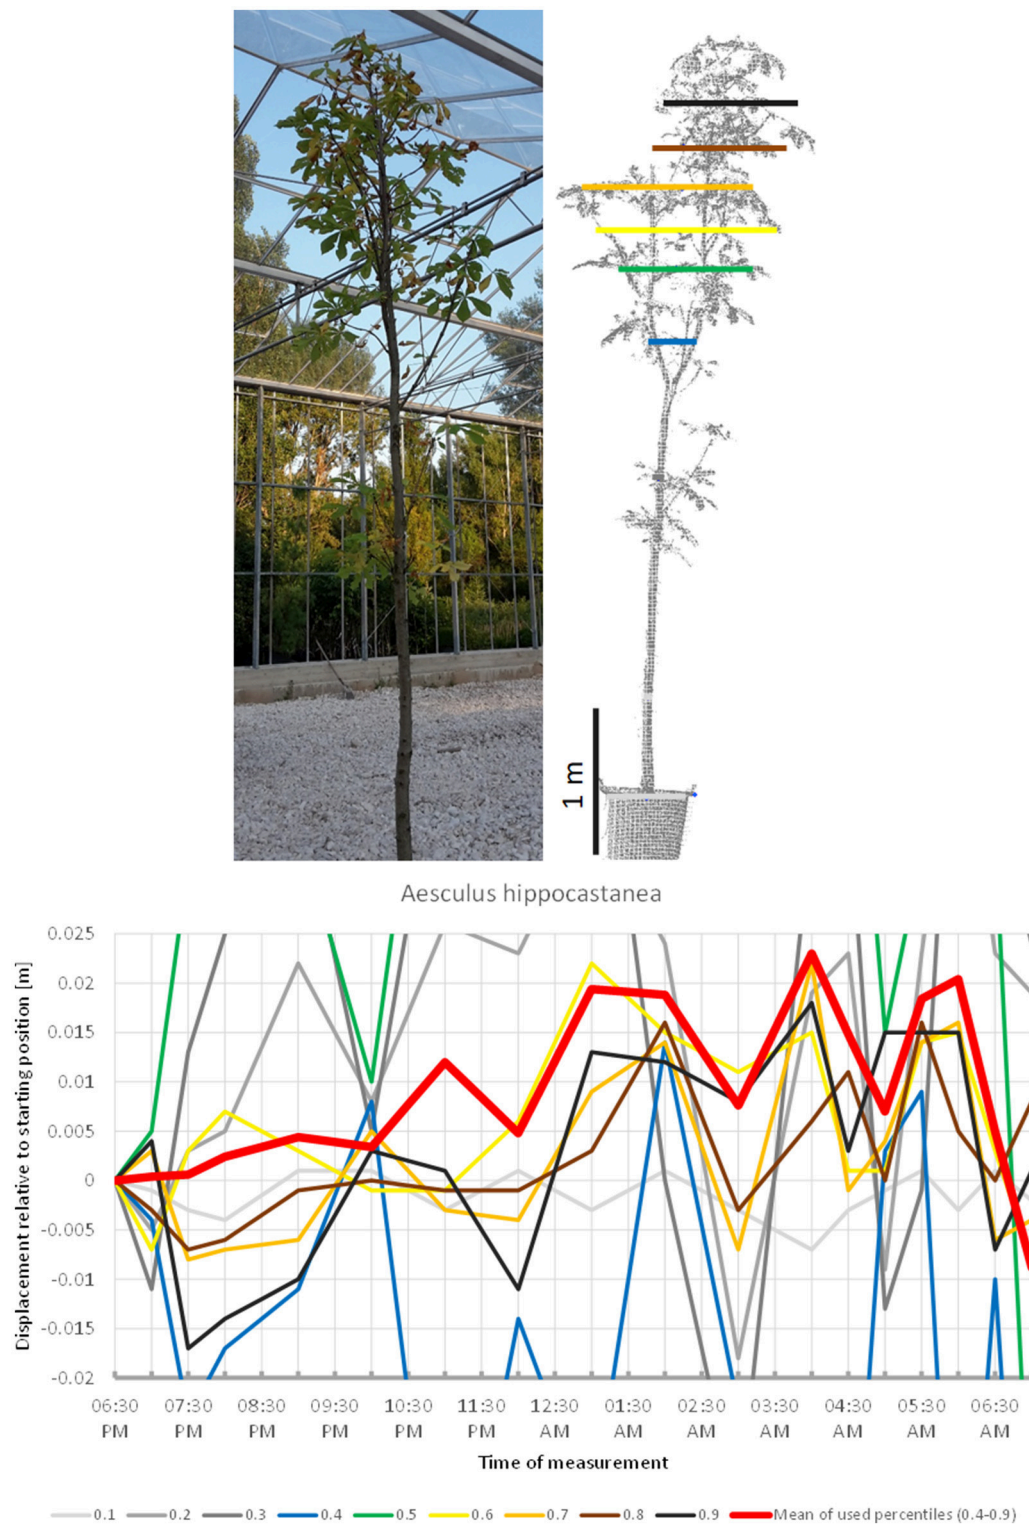 1 m
Aesculus hippocastanea
Displacement relative to starting position [m]
0.025
0.02
0.015
0.01
0.005
0
-0.005
-0.01
-0.015
-0.02
06:30 PM
07:30 PM
08:30 PM
09:30 PM
10:30 PM
11:30 PM
12:30 AM
01:30 AM
02:30 AM
03:30 AM
04:30 AM
05:30 AM
06:30 AM
Time of measurement
0.1 0.2 0.3 0.4 0.5 0.6 0.7 0.8 0.9 Mean of used percentiles (0.4-0.9)